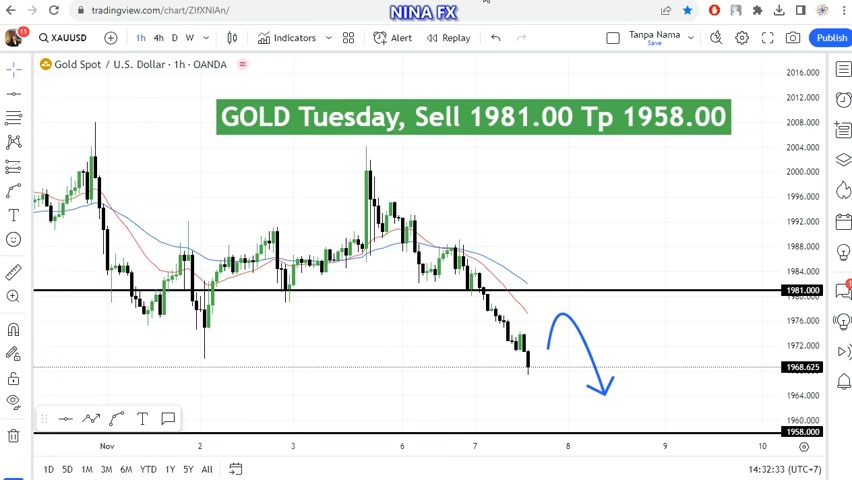 NINA FX
tradingview.com/chart/ZIfXNIAn/
11
XAUUSD
1h 4h D W
Indicators
Alert
Replay
Tanpa Nama
Save
Publish
Gold Spot / U.S. Dollar · 1h · OANDA
GOLD Tuesday, Sell 1981.00 Tp 1958.00
2016.000
2012.000
2008.000
2004.000
2000.000
1996.000
1992.000
1988.000
1984.000
1981.000
1980.000
1976.000
1972.000
1968.625
1964.000
1960.000
1958.000
Nov 2 3 6 7 8 9 10
1D 5D 1M 3M 6M YTD 1Y 5Y All
14:32:33 (UTC+7)